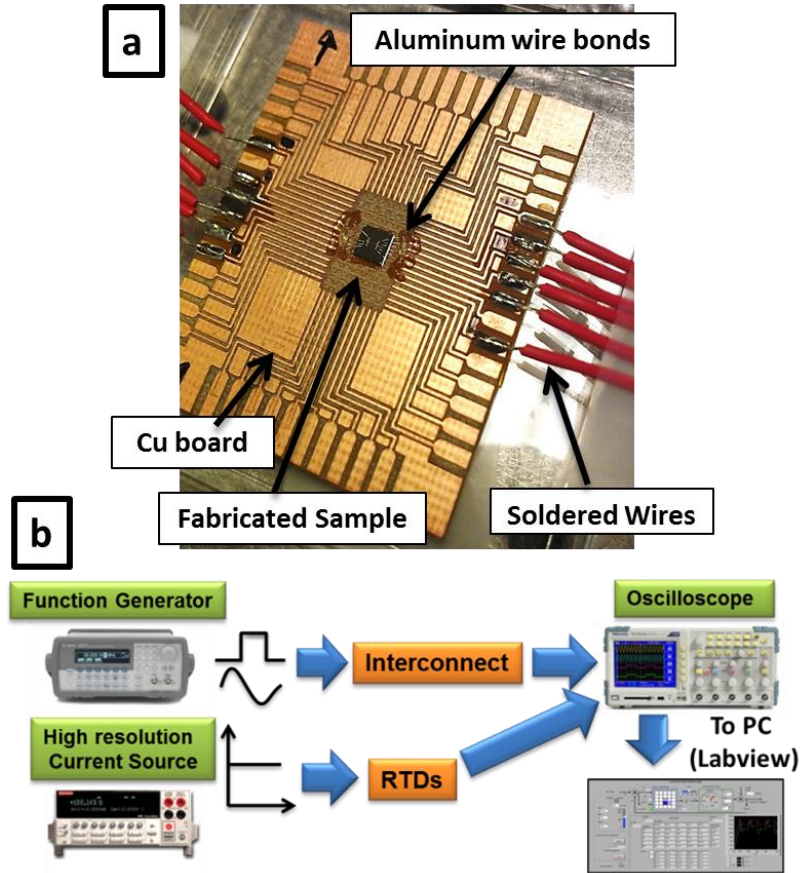 a
Aluminum wire bonds
Cu board
Fabricated Sample
Soldered Wires
b
Function Generator
Oscilloscope
Interconnect
High resolution
Current Source
RTDs
To PC
(Labview)